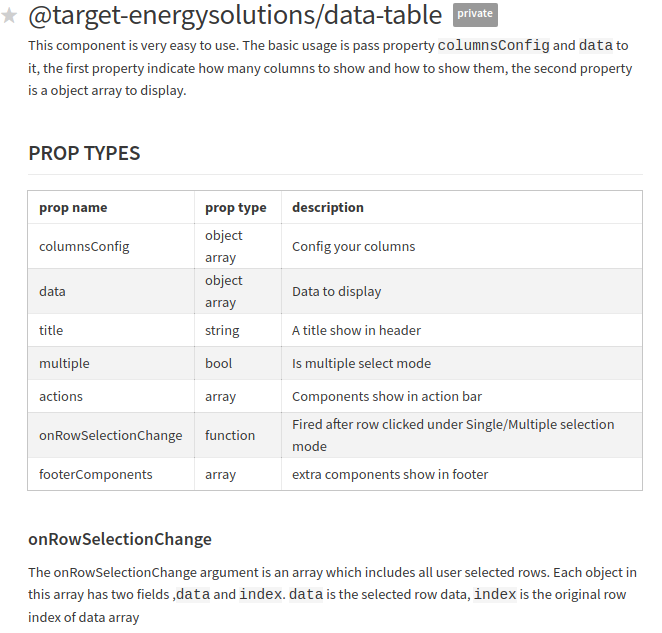 @target-energysolutions/data-table private
This component is very easy to use. The basic usage is pass property columnsConfig and data to
it, the first property indicate how many columns to show and how to show them, the second property
is a object array to display.
PROP TYPES
prop name prop type description
columnsConfig object array Config your columns
data object array Data to display
title string A title show in header
multiple bool Is multiple select mode
actions array Components show in action bar
onRowSelectionChange function Fired after row clicked under Single/Multiple selection mode
footerComponents array extra components show in footer
onRowSelectionChange
The onRowSelectionChange argument is an array which includes all user selected rows. Each object in
this array has two fields ,data and index. data is the selected row data, index is the original row
index of data array